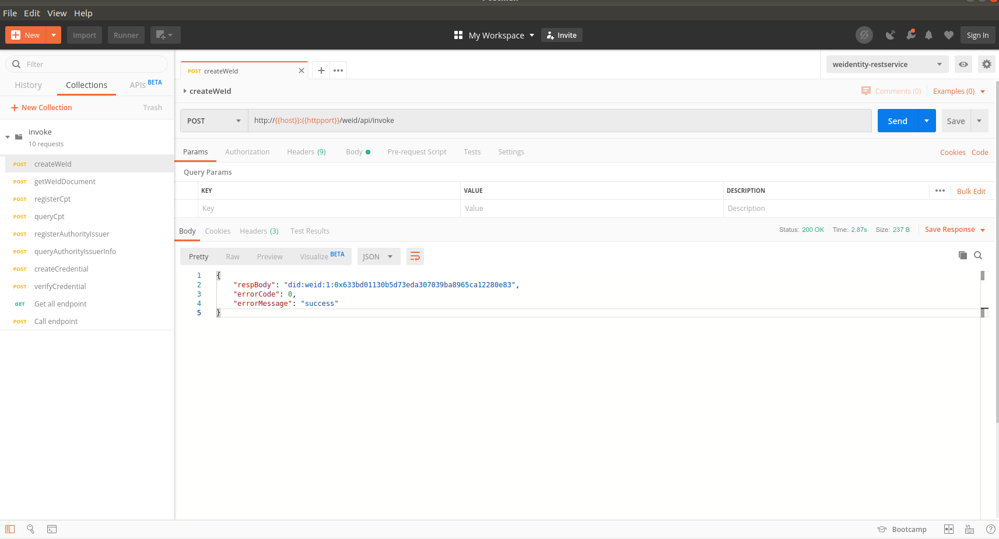 File Edit View Help
New Import Runner My Workspace Invite Sign In
Filter
History Collections APIs BETA
New Collection Trash
invoke
10 requests
POST createWeId
POST getWeIdDocument
POST registerCpt
POST queryCpt
POST registerAuthorityIssuer
POST queryAuthorityIssuerInfo
POST createCredential
POST verifyCredential
GET Get all endpoint
POST Call endpoint
POST createWeId
weidentity-restservice
createWeId Comments (0) Examples (0)
POST http://{{host}}:{{httpport}}/weid/api/invoke Send Save
Params Authorization Headers (9) Body Pre-request Script Tests Settings Cookies Code
Query Params
KEY VALUE DESCRIPTION Bulk Edit
Key Value Description
Body Cookies Headers (3) Test Results Status: 200 OK Time: 2.87s Size: 237 B Save Response
Pretty Raw Preview Visualize BETA JSON
1 {
2 "respBody": "did:weid:1:0x633bd01130b5d73eda307039ba8965ca12280e83",
3 "errorCode": 0,
4 "errorMessage": "success"
5 }
Bootcamp